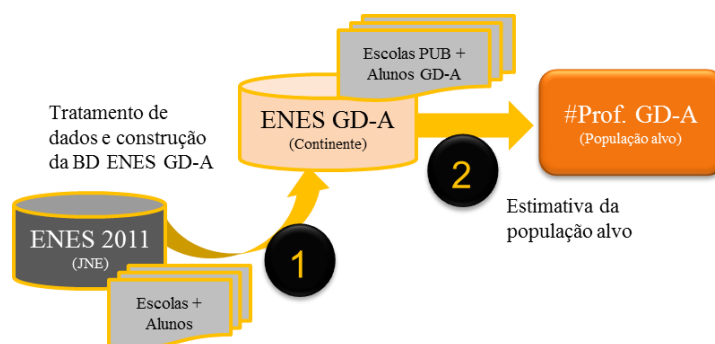 Escolas PUB +
Alunos GD-A
Tratamento de
dados e construção
da BD ENES GD-A
ENES GD-A
(Continente)
#Prof. GD-A
(População alvo)
2
Estimativa da
população alvo
ENES 2011
(JNE)
1
Escolas +
Alunos